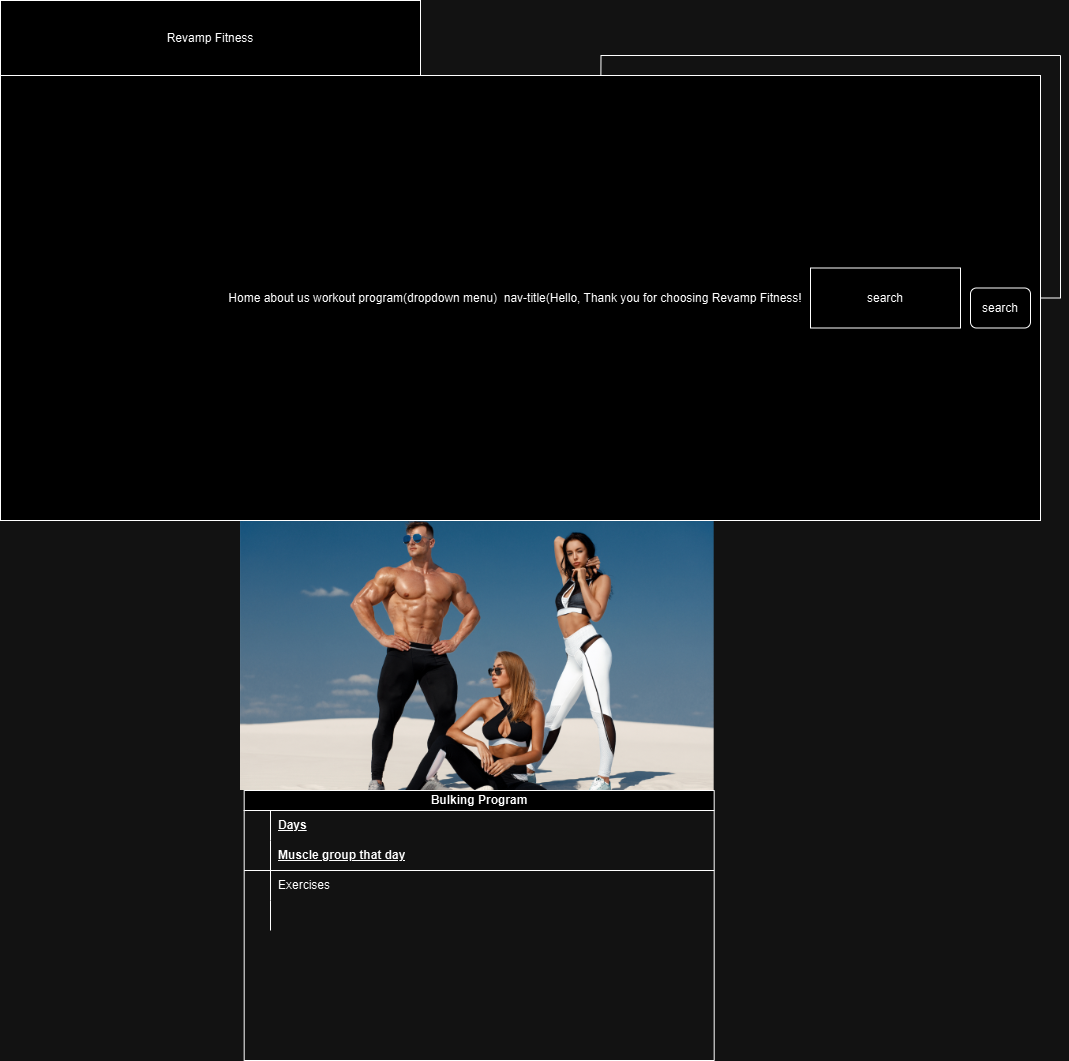 Revamp Fitness
Home about us workout program(dropdown menu)  nav-title(Hello, Thank you for choosing Revamp Fitness!
search
search
Bulking Program
Days
Muscle group that day
Exercises